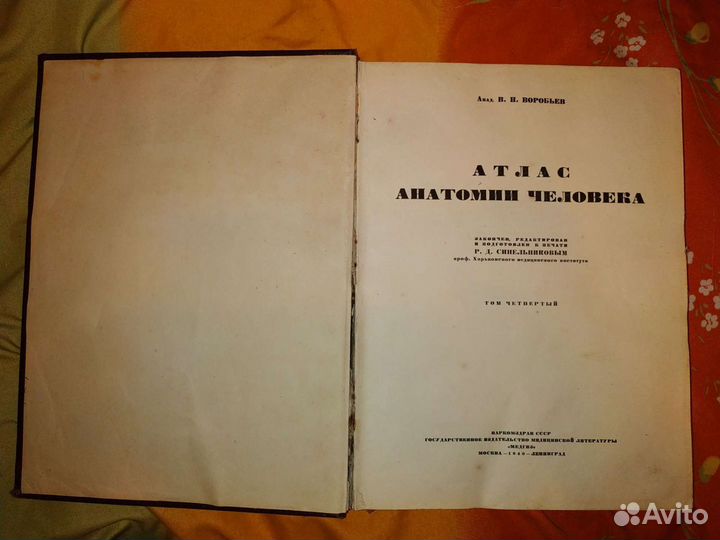 Акад. В. П. ВОРОБЬЕВ
АТЛАС
АНАТОМИИ ЧЕЛОВЕКА
ЗАКОНЧЕН, РЕДАКТИРОВАН
И ПОДГОТОВЛЕН К ПЕЧАТИ
Р. Д. СИНЕЛЬНИКОВЫМ
проф. Харьковского медицинского института
ТОМ ЧЕТВЕРТЫЙ
НАРКОМЗДРАВ СССР
ГОСУДАРСТВЕННОЕ ИЗДАТЕЛЬСТВО МЕДИЦИНСКОЙ ЛИТЕРАТУРЫ
«МЕДГИЗ»
МОСКВА—1940—ЛЕНИНГРАД
Avito